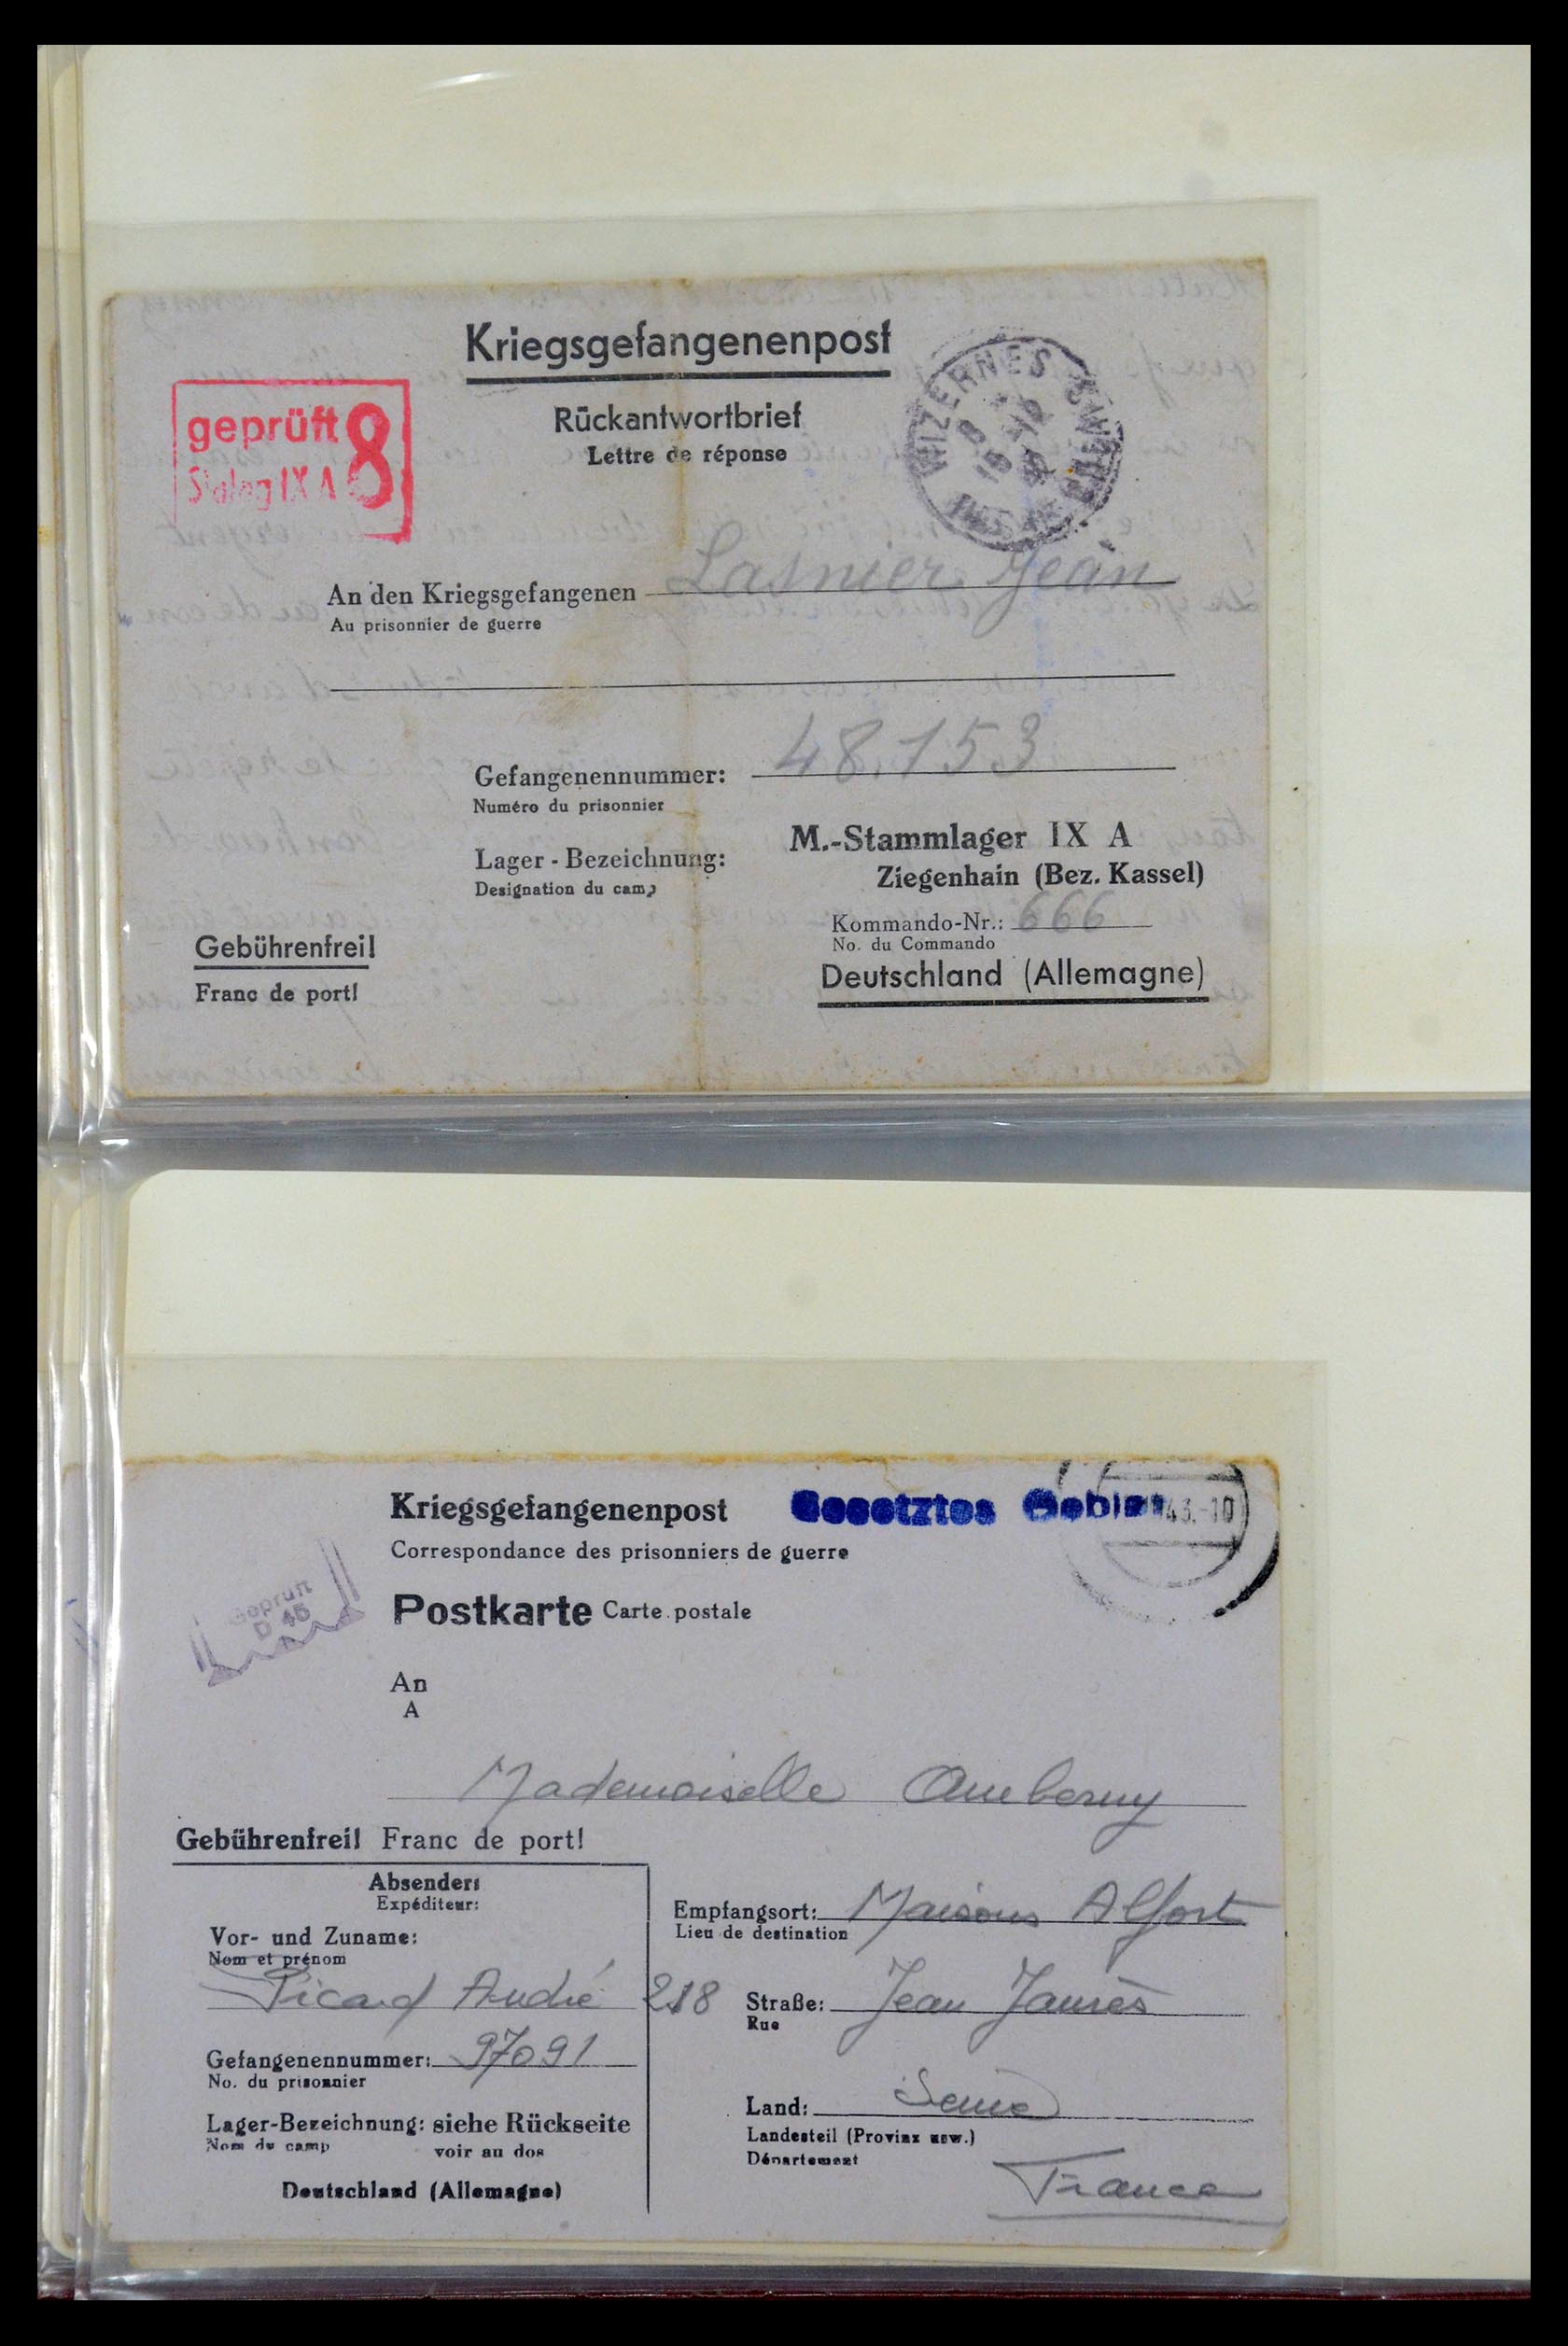 Kriegsgefangenenpost
geprüft 8
Stalag IX A
Rückantwortbrief
Lettre de réponse
WIZERNES
An den Kriegsgefangenen Lasnier Jean
Au prisonnier de guerre
Gefangenennummer: 48.153
Numéro du prisonnier
M.-Stammlager IX A
Lager-Bezeichnung: Ziegenhain (Bez. Kassel)
Designation du camp
Kommando-Nr.: 666
No. du Commando
Gebührenfrei!
Deutschland (Allemagne)
Franc de port!
Kriegsgefangenenpost Besetztes Gebiet 43.-10
Correspondance des prisonniers de guerre
Geprüft
D 45
Postkarte Carte postale
An
A
Mademoiselle
Gebührenfrei! Franc de port!
Absender:
Expéditeur:
Empfangsort: Maisons Alfort
Lieu de destination
Vor- und Zuname:
Nom et prénom
Picard André
218 Straße: Jean Jaurès
Rue
Gefangenennummer: 97091
No. du prisonnier
Land: Seine
Landesteil (Provinz usw.)
Département
Lager-Bezeichnung: siehe Rückseite
Nom du camp voir au dos
France
Deutschland (Allemagne)